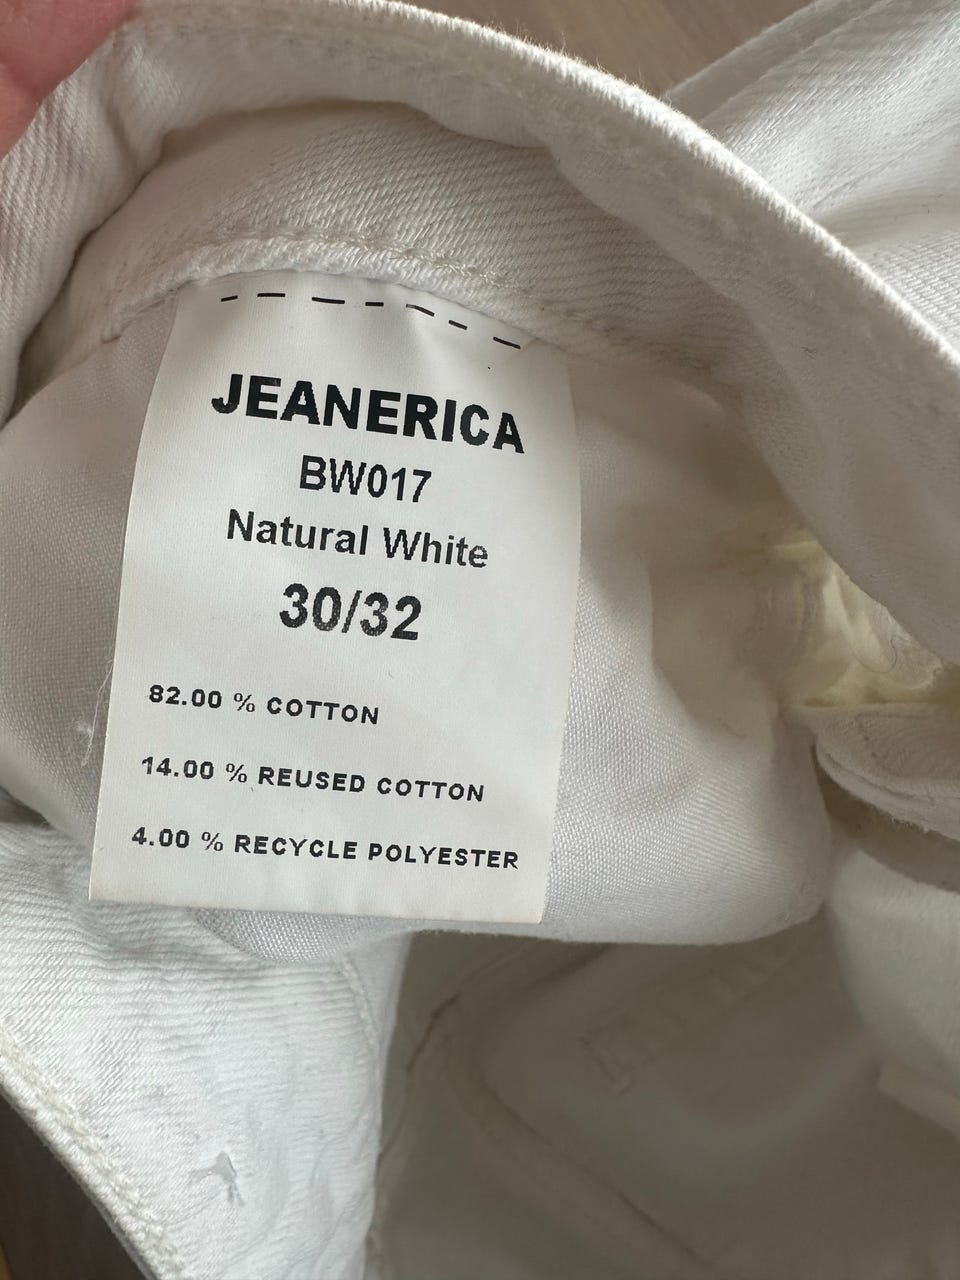 JEANERICA
BW017
Natural White
30/32
82.00 % COTTON
14.00 % REUSED COTTON
4.00 % RECYCLE POLYESTER